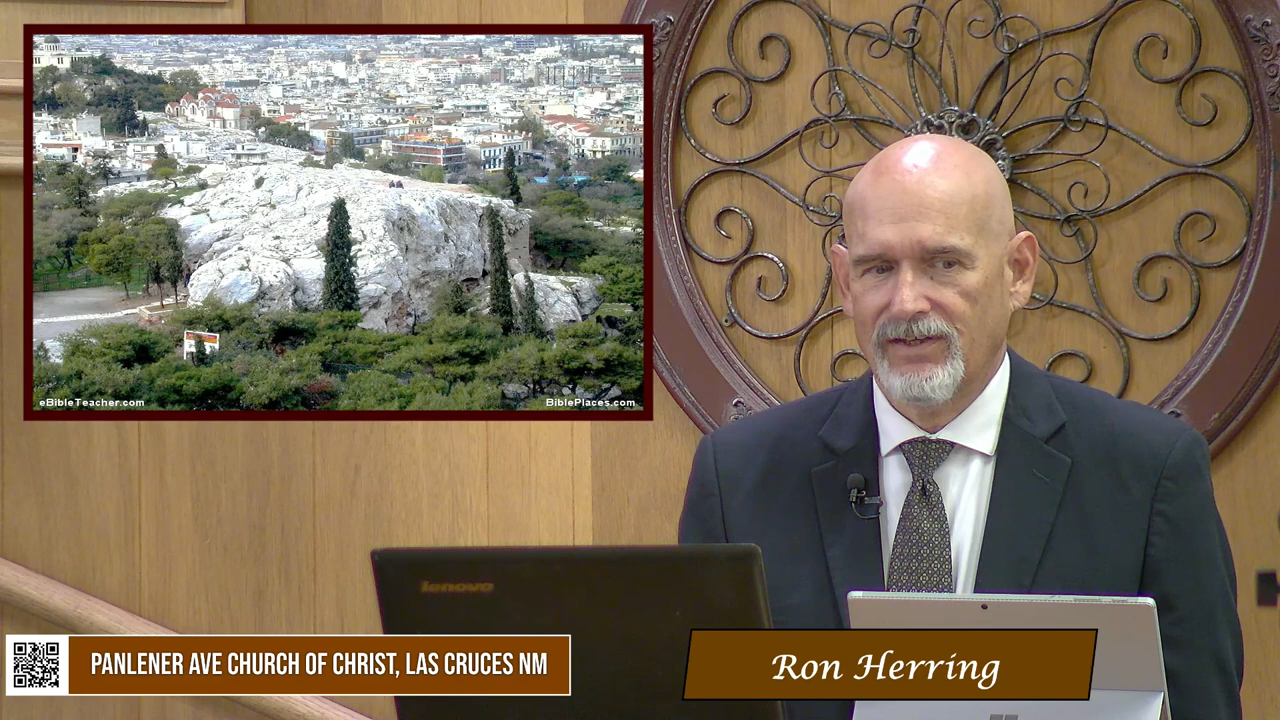 eBibleTeacher.com
BiblePlaces.com
lenovo
PANLENER AVE CHURCH OF CHRIST, LAS CRUCES NM
Ron Herring